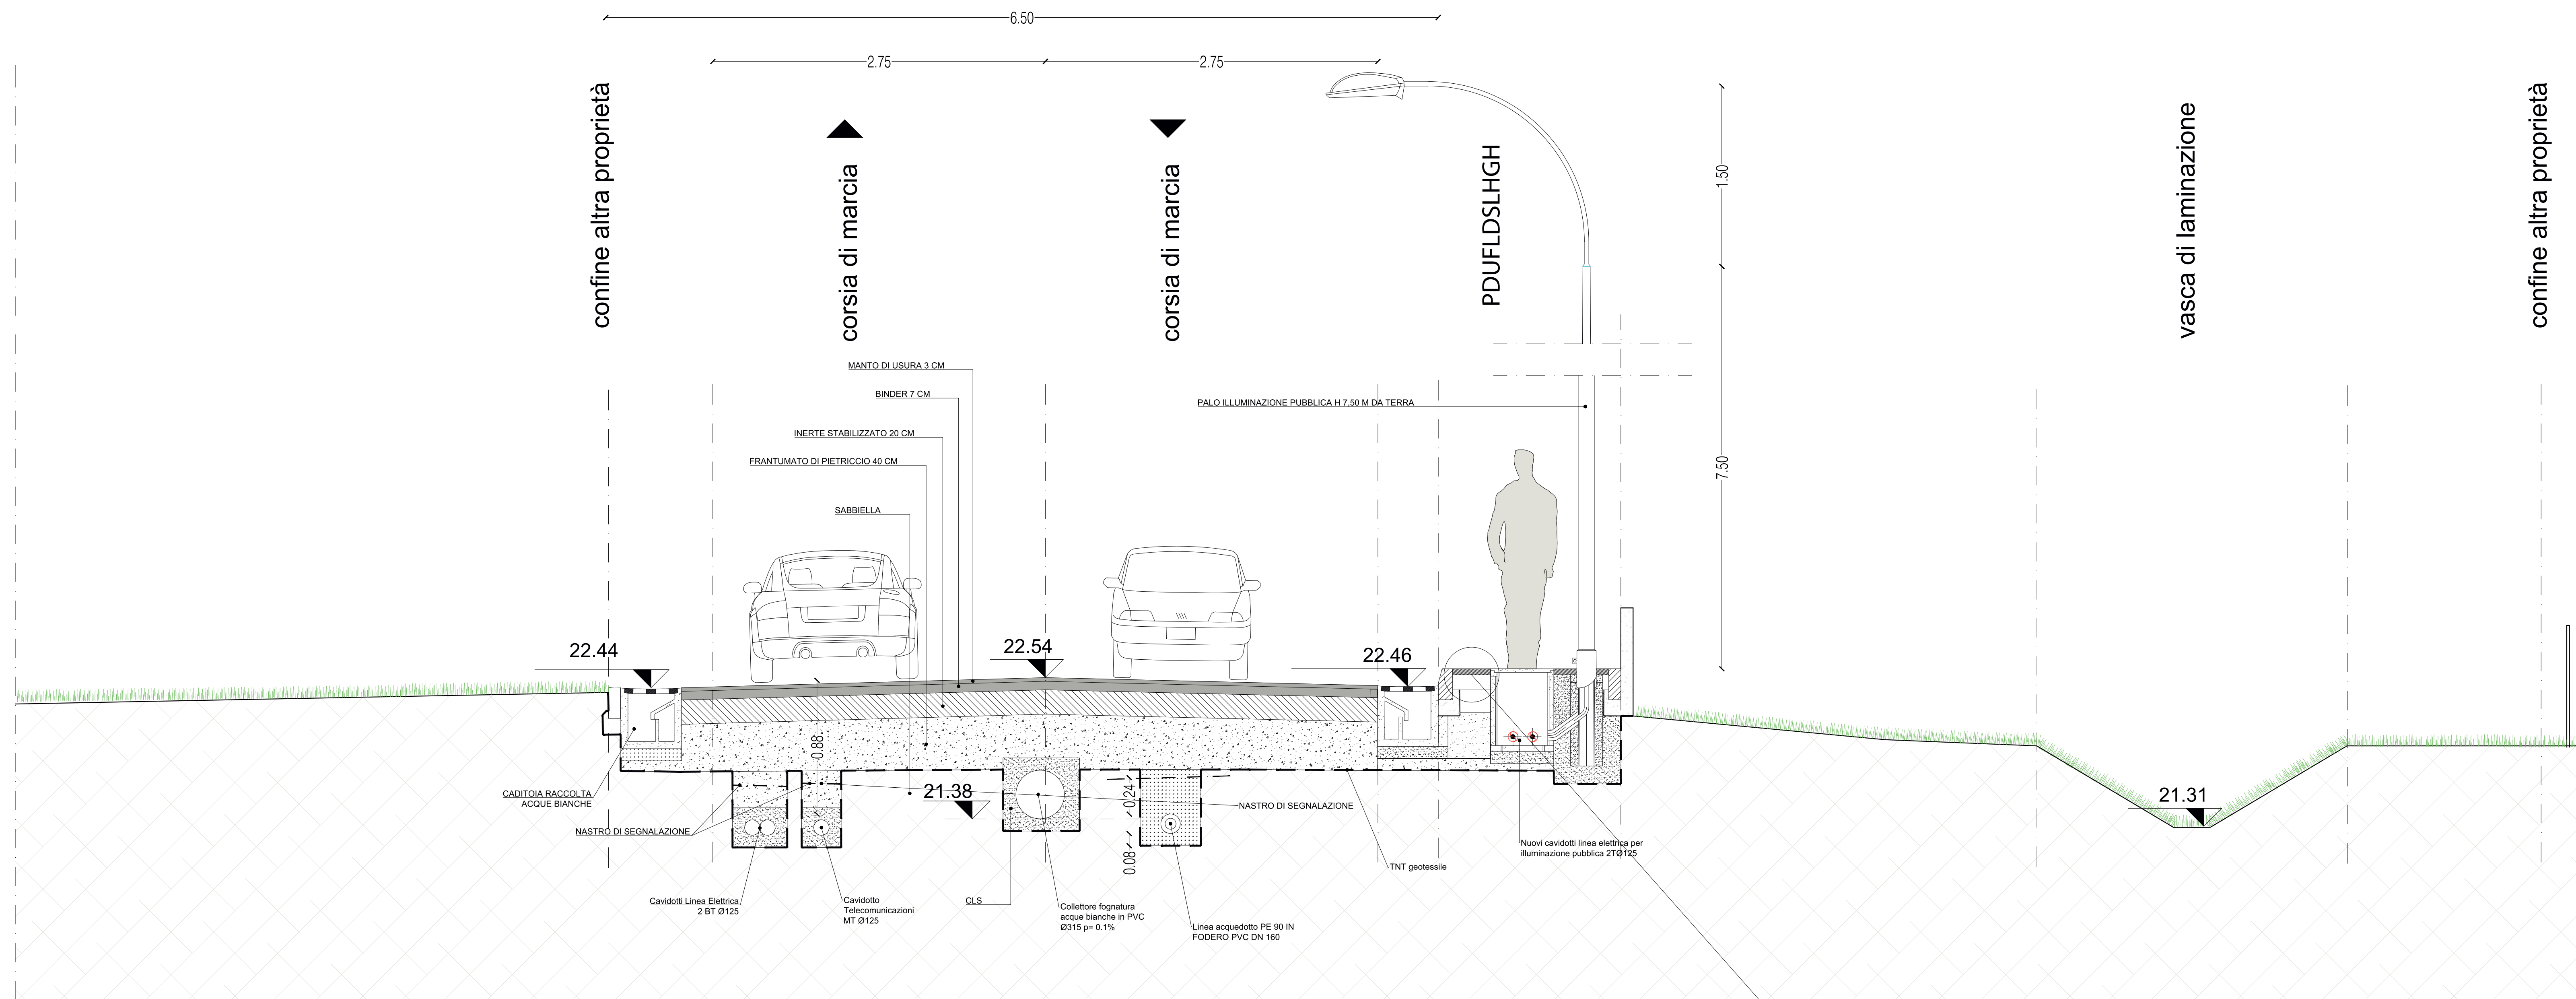 6.50
2.75
2.75
confine altra proprietà
corsia di marcia
corsia di marcia
PDUFLDSLHGH
1.50
vasca di laminazione
confine altra proprietà
MANTO DI USURA 3 CM
BINDER 7 CM
PALO ILLUMINAZIONE PUBBLICA H 7,50 M DA TERRA
INERTE STABILIZZATO 20 CM
FRANTUMATO DI PIETRICCIO 40 CM
7.50
SABBIELLA
22.44
22.54
22.46
0.88
CADITOIA RACCOLTA
ACQUE BIANCHE
21.38
0.24
NASTRO DI SEGNALAZIONE
21.31
NASTRO DI SEGNALAZIONE
Nuovi cavidotti linea elettrica per
illuminazione pubblica 2TØ125
0.08
TNT geotessile
Cavidotti Linea Elettrica
2 BT Ø125
Cavidotto
Telecomunicazioni
MT Ø125
CLS
Collettore fognatura
acque bianche in PVC
Ø315 p= 0.1%
Linea acquedotto PE 90 IN
FODERO PVC DN 160